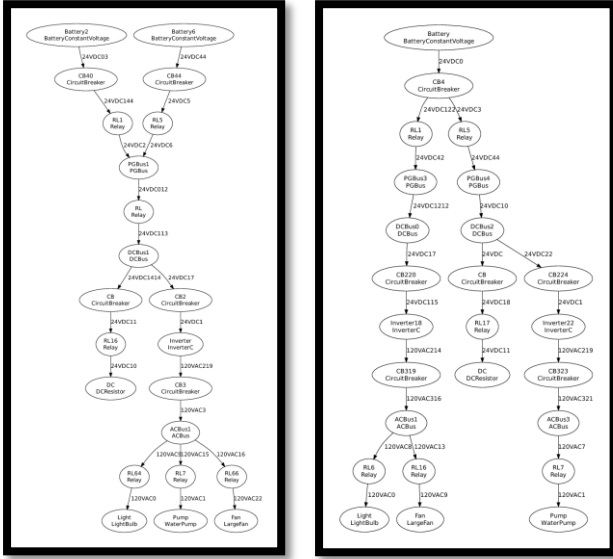 Battery2
BatteryConstantVoltage
Battery6
BatteryConstantVoltage
24VDC03
24VDC44
CB40
CircuitBreaker
CB44
CircuitBreaker
24VDC144
24VDC5
RL1
Relay
RL5
Relay
24VDC2
24VDC6
PGBus1
PGBus
24VDC012
RL
Relay
24VDC113
DCBus1
DCBus
24VDC1414
24VDC17
CB
CircuitBreaker
CB2
CircuitBreaker
24VDC11
24VDC1
RL16
Relay
Inverter
InverterC
24VDC10
120VAC219
DC
DCResistor
CB3
CircuitBreaker
120VAC3
ACBus1
ACBus
120VAC15
120VAC16
RL64
Relay
RL7
Relay
RL66
Relay
120VAC0
120VAC1
120VAC22
Light
LightBulb
Pump
WaterPump
Fan
LargeFan
Battery
BatteryConstantVoltage
24VDC0
CB4
CircuitBreaker
24VDC122
24VDC3
RL1
Relay
RL5
Relay
24VDC42
24VDC44
PGBus3
PGBus
PGBus4
PGBus
24VDC1212
24VDC10
DCBus0
DCBus
DCBus2
DCBus
24VDC17
24VDC
24VDC22
CB220
CircuitBreaker
CB
CircuitBreaker
CB224
CircuitBreaker
24VDC115
24VDC18
24VDC1
Inverter18
InverterC
RL17
Relay
Inverter22
InverterC
120VAC214
24VDC11
120VAC219
CB319
CircuitBreaker
DC
DCResistor
CB323
CircuitBreaker
120VAC316
120VAC321
ACBus1
ACBus
ACBus3
ACBus
120VAC8
120VAC13
120VAC7
RL6
Relay
RL16
Relay
RL7
Relay
120VAC0
120VAC9
120VAC1
Light
LightBulb
Fan
LargeFan
Pump
WaterPump